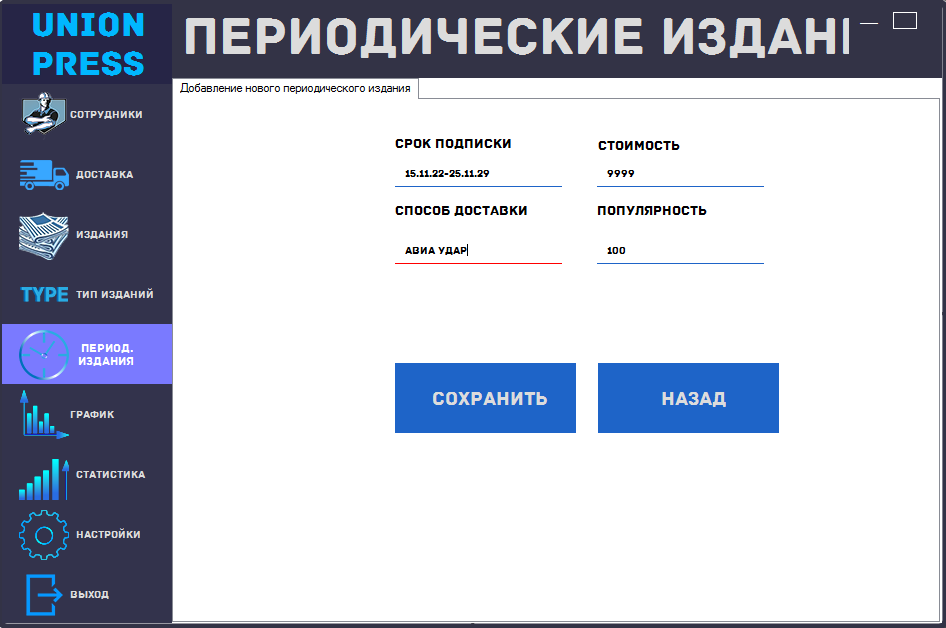 UNION
PRESS
ПЕРИОДИЧЕСКИЕ ИЗДАН
СОТРУДНИКИ
ДОСТАВКА
ИЗДАНИЯ
TYPE ТИП ИЗДАНИЙ
ПЕРИОД.
ИЗДАНИЯ
ГРАФИК
СТАТИСТИКА
НАСТРОЙКИ
ВЫХОД
Добавление нового периодического издания
СРОК ПОДПИСКИ
15.11.22-25.11.29
СТОИМОСТЬ
9999
СПОСОБ ДОСТАВКИ
АВИА УДАР
ПОПУЛЯРНОСТЬ
100
СОХРАНИТЬ
НАЗАД